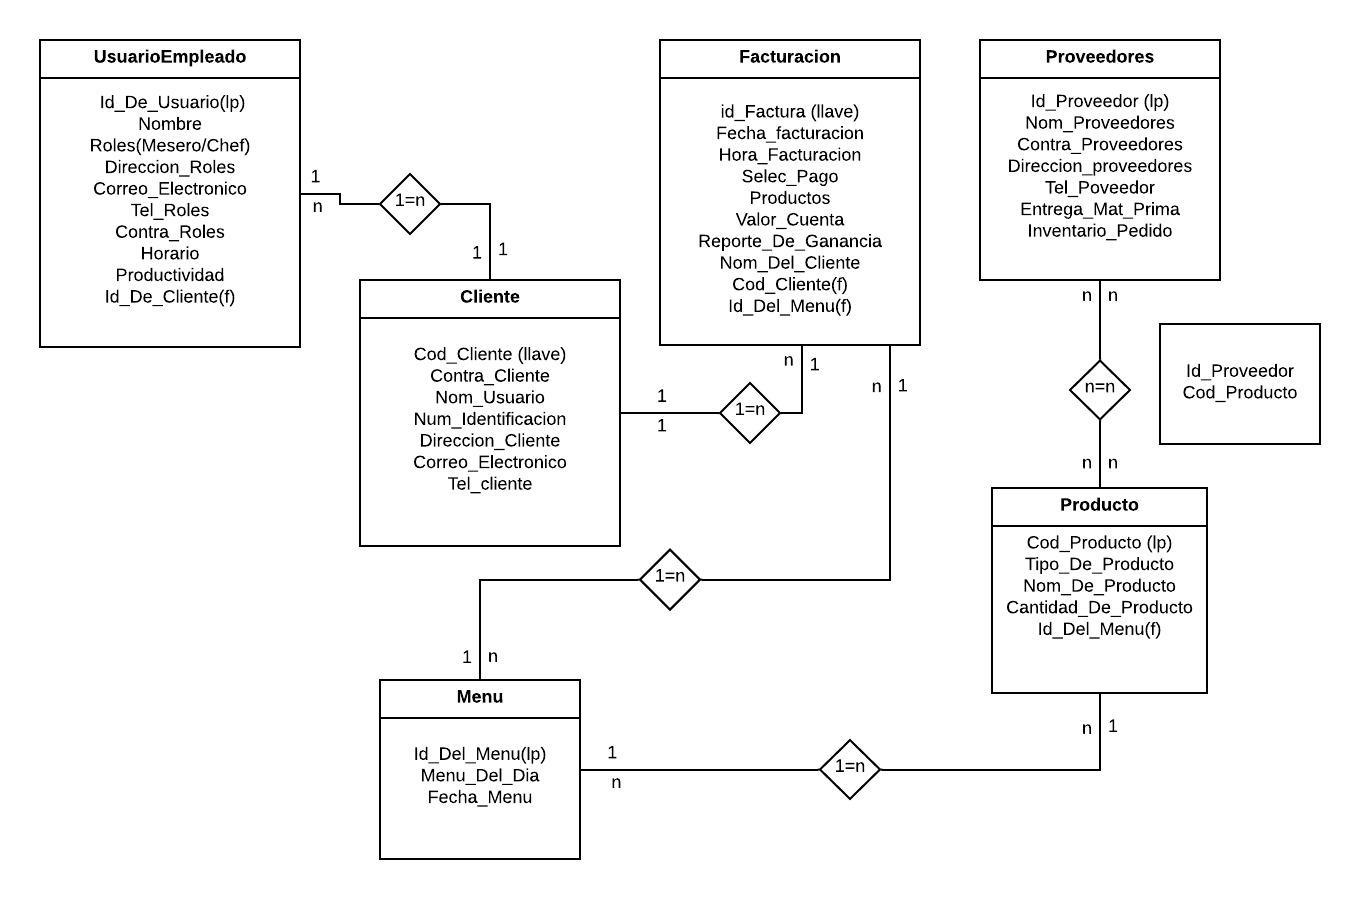 UsuarioEmpleado
Id_De_Usuario(lp)
Nombre
Roles(Mesero/Chef)
Direccion_Roles
Correo_Electronico
Tel_Roles
Contra_Roles
Horario
Productividad
Id_De_Cliente(f)
1
n
1=n
1 1
Cliente
Cod_Cliente (llave)
Contra_Cliente
Nom_Usuario
Num_Identificacion
Direccion_Cliente
Correo_Electronico
Tel_cliente
1
1
1=n
Facturacion
id_Factura (llave)
Fecha_facturacion
Hora_Facturacion
Selec_Pago
Productos
Valor_Cuenta
Reporte_De_Ganancia
Nom_Del_Cliente
Cod_Cliente(f)
Id_Del_Menu(f)
n 1
n 1
1=n
1 n
Menu
Id_Del_Menu(lp)
Menu_Del_Dia
Fecha_Menu
1
n
1=n
Proveedores
Id_Proveedor (lp)
Nom_Proveedores
Contra_Proveedores
Direccion_proveedores
Tel_Poveedor
Entrega_Mat_Prima
Inventario_Pedido
n n
n=n
Id_Proveedor
Cod_Producto
n n
Producto
Cod_Producto (lp)
Tipo_De_Producto
Nom_De_Producto
Cantidad_De_Producto
Id_Del_Menu(f)
n 1